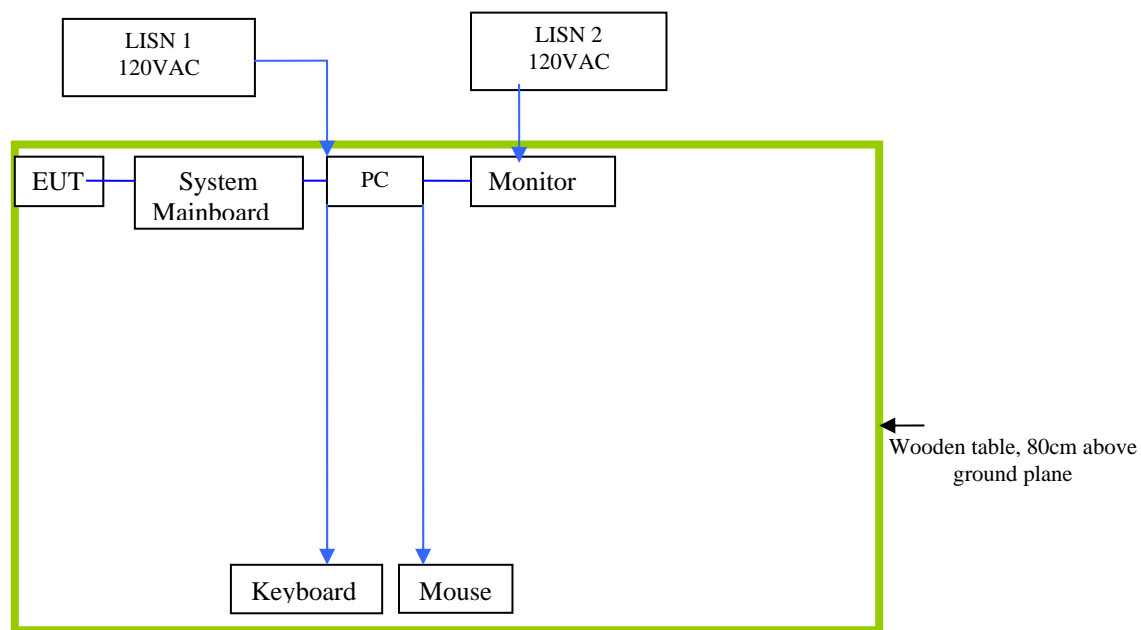 LISN 1
120VAC
LISN 2
120VAC
EUT
System
Mainboard
PC
Monitor
Wooden table, 80cm above
ground plane
Keyboard
Mouse